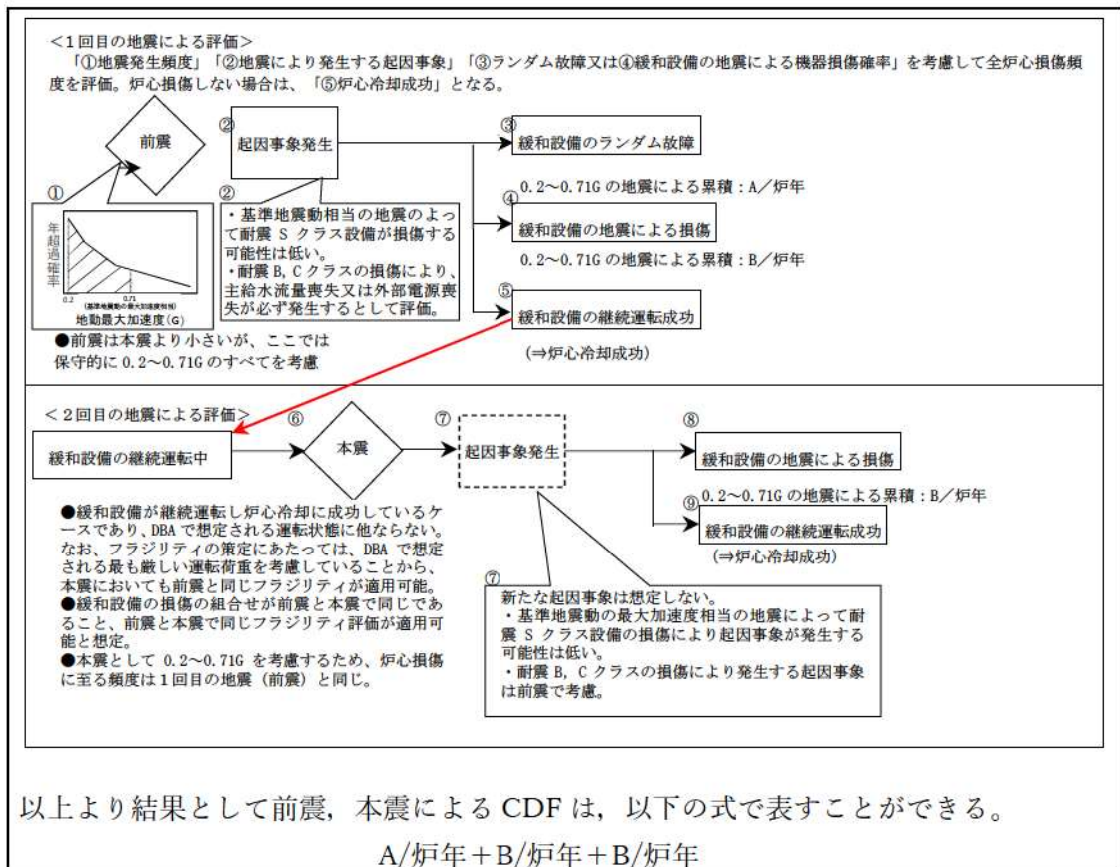 <1回目の地震による評価>
「①地震発生頻度」「②地震により発生する起因事象」「③ランダム故障又は④緩和設備の地震による機器損傷確率」を考慮して全炉心損傷頻
度を評価。炉心損傷しない場合は、「⑤炉心冷却成功」となる。
前震
②
起因事象発生
③
緩和設備のランダム故障
0.2~0.71Gの地震による累積：A／炉年
①
年超過確率
0.2
0.71
(基準地震動の最大加速度相当)
地動最大加速度(G)
②
・基準地震動相当の地震のよっ
て耐震Sクラス設備が損傷する
可能性は低い。
・耐震B,Cクラスの損傷により、
主給水流量喪失又は外部電源喪
失が必ず発生するとして評価。
④
緩和設備の地震による損傷
0.2~0.71Gの地震による累積：B／炉年
⑤
緩和設備の継続運転成功
(⇒炉心冷却成功)
●前震は本震より小さいが、ここでは
保守的に0.2~0.71Gのすべてを考慮
<2回目の地震による評価>
緩和設備の継続運転中
⑥
本震
⑦
起因事象発生
⑧
緩和設備の地震による損傷
0.2~0.71Gの地震による累積：B／炉年
⑨
緩和設備の継続運転成功
(⇒炉心冷却成功)
●緩和設備が継続運転し炉心冷却に成功しているケ
ースであり、DBAで想定される運転状態に他ならない。
なお、フラジリティの策定にあたっては、DBAで想定
される最も厳しい運転荷重を考慮していることから、
本震においても前震と同じフラジリティが適用可能。
●緩和設備の損傷の組合せが前震と本震で同じであ
ること、前震と本震で同じフラジリティ評価が適用可
能と想定。
●本震として0.2~0.71Gを考慮するため、炉心損傷
に至る頻度は1回目の地震（前震）と同じ。
⑦
新たな起因事象は想定しない。
・基準地震動の最大加速度相当の地震によって耐
震Sクラス設備の損傷により起因事象が発生する
可能性は低い。
・耐震B,Cクラスの損傷により発生する起因事象
は前震で考慮。
以上より結果として前震，本震によるCDFは，以下の式で表すことができる。
A/炉年＋B/炉年＋B/炉年